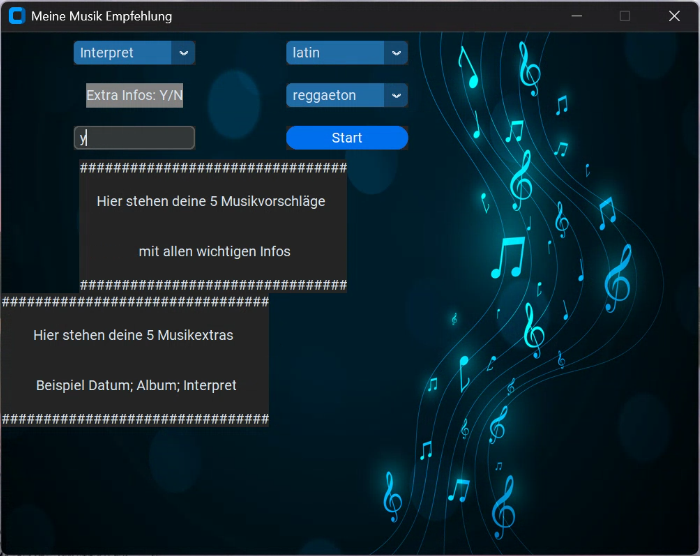 Meine Musik Empfehlung
Interpret
latin
Extra Infos: Y/N
reggaeton
y
Start
################################
Hier stehen deine 5 Musikvorschläge
mit allen wichtigen Infos
################################
################################
Hier stehen deine 5 Musikextras
Beispiel Datum; Album; Interpret
################################